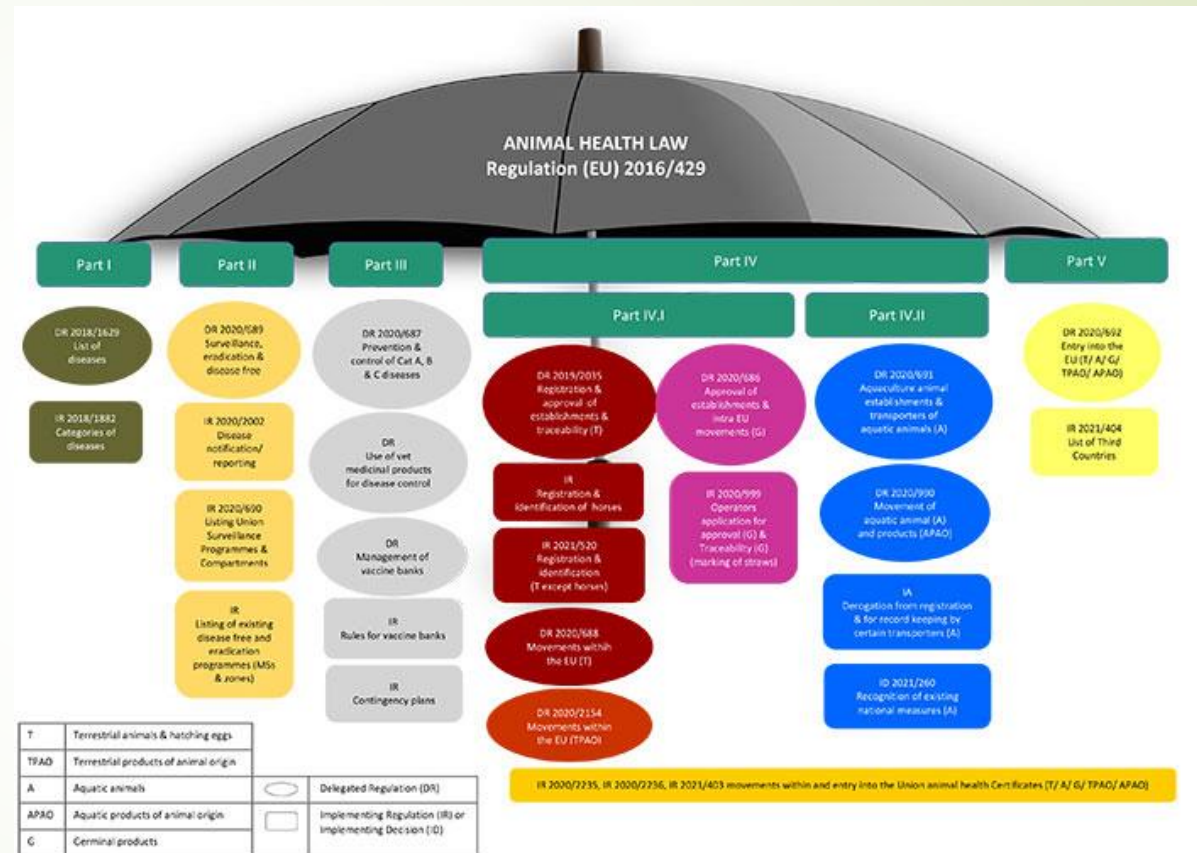 ANIMAL HEALTH LAW
Regulation (EU) 2016/429
Part I
Part II
Part III
Part IV
Part V
Part IV.I
Part IV.II
DR 2018/1629
List of
diseases
IR 2018/1882
Categories of
diseases
DR 2020/689
Surveillance,
eradication &
disease free
IR 2020/2002
Disease
notification/
reporting
IR 2020/690
Listing Union
Surveillance
Programmes &
Compartments
IR
Listing of existing
disease free and
eradication
programmes (MSs
& zones)
DR 2020/687
Prevention &
control of Cat A, B
& C diseases
DR
Use of vet
medicinal products
for disease control
DR
Management of
vaccine banks
IR
Rules for vaccine banks
IR
Contingency plans
DR 2019/2035
Registration &
approval of
establishments &
traceability (T)
IR
Registration &
identification of horses
IR 2021/520
Registration &
identification
(T except horses)
DR 2020/688
Movements within
the EU (T)
DR 2020/2154
Movements within
the EU (TPAO)
DR 2020/686
Approval of
establishments &
intra EU
movements (G)
IR 2020/999
Operators
application for
approval (G) &
Traceability (G)
(marking of straws)
DR 2020/691
Aquaculture animal
establishments &
transporters of
aquatic animals (A)
DR 2020/990
Movement of
aquatic animal (A)
and products (APAO)
IA
Derogation from registration
& for record keeping by
certain transporters (A)
ID 2021/260
Recognition of existing
national measures (A)
DR 2020/692
Entry into the
EU (T/ A/ G/
TPAO/ APAO)
IR 2021/404
List of Third
Countries
IR 2020/2235, IR 2020/2236, IR 2021/403 movements within and entry into the Union animal health Certificates (T/ A/ G/ TPAO/ APAO)
T Terrestrial animals & hatching eggs
TPAO Terrestrial products of animal origin
A Aquatic animals
APAO Aquatic products of animal origin
G Germinal products
Delegated Regulation (DR)
Implementing Regulation (IR) or
Implementing Decision (ID)